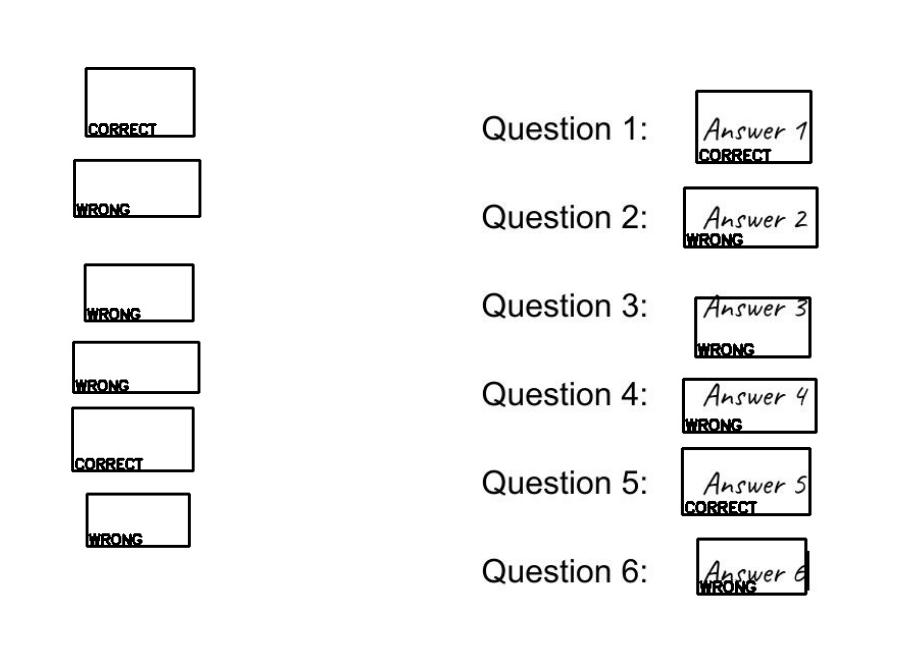 CORRECT
WRONG
WRONG
WRONG
CORRECT
WRONG
Question 1: Answer 1
CORRECT
Question 2: Answer 2
WRONG
Question 3: Answer 3
WRONG
Question 4: Answer 4
WRONG
Question 5: Answer 5
CORRECT
Question 6: Answer 6
WRONG